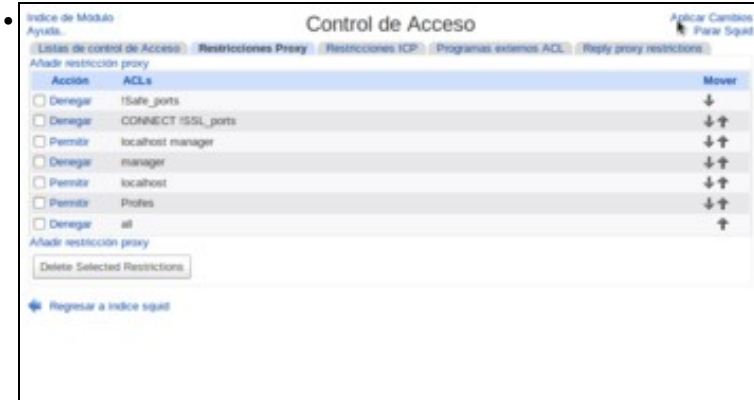 Indice de Módulo
Ayuda..
Control de Acceso
Aplicar Cambios
Parar Squid
Listas de control de Acceso Restricciones Proxy Restricciones ICP Programas externos ACL Reply proxy restrictions
Añadir restricción proxy
Acción ACLs Mover
Denegar !Safe_ports
Denegar CONNECT !SSL_ports
Permitir localhost manager
Denegar manager
Permitir localhost
Permitir Profes
Denegar all
Añadir restricción proxy
Delete Selected Restrictions
Regresar a índice squid